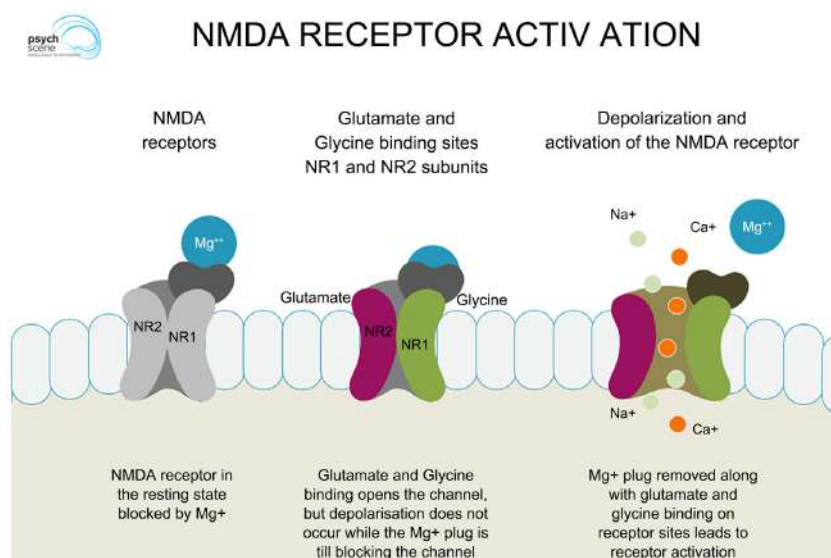 psych
scene
NMDA RECEPTOR ACTIV ATION
NMDA
receptors
Glutamate and
Glycine binding sites
NR1 and NR2 subunits
Depolarization and
activation of the NMDA receptor
Mg++
NR2
NR1
Glutamate
Glycine
NR2
NR1
Na+
Ca+
Mg++
Na+
Ca+
NMDA receptor in
the resting state
blocked by Mg+
Glutamate and Glycine
binding opens the channel,
but depolarisation does not
occur while the Mg+ plug is
till blocking the channel
Mg+ plug removed along
with glutamate and
glycine binding on
receptor sites leads to
receptor activation